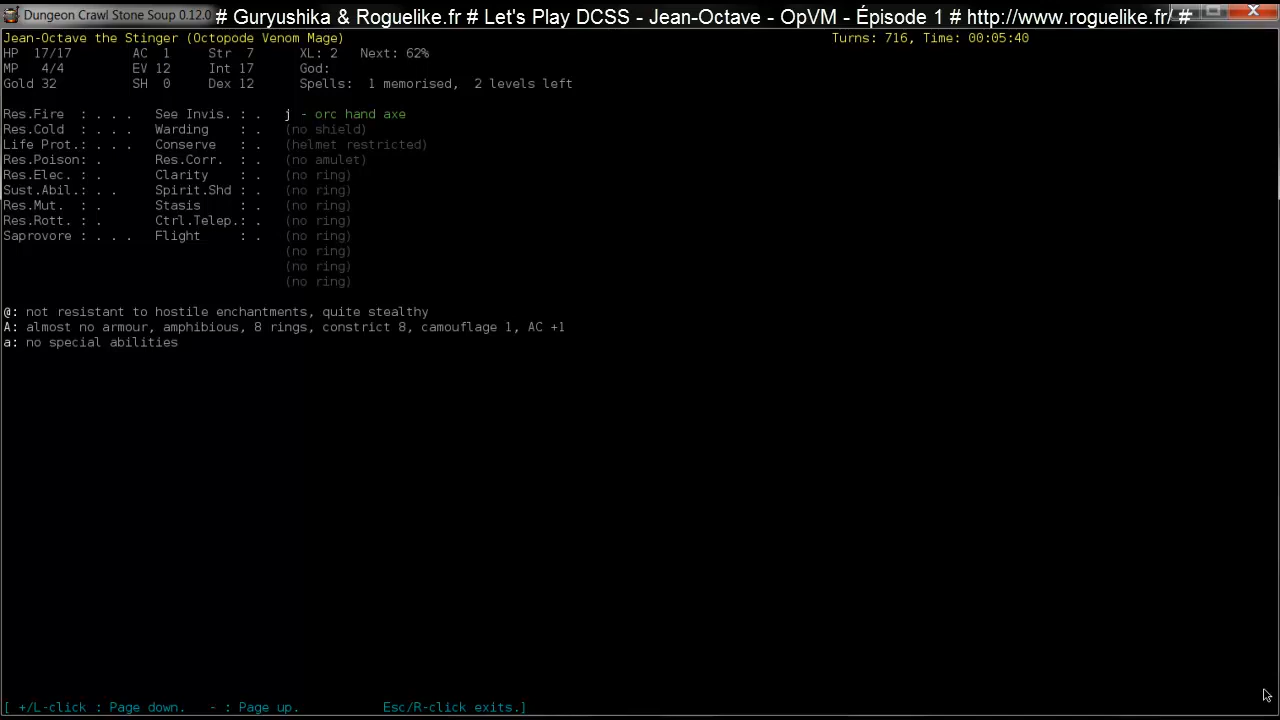 Dungeon Crawl Stone Soup 0.12.0 # Guryushika & Roguelike.fr # Let's Play DCSS - Jean-Octave - OpVM - Épisode 1 # http://www.roguelike.fr/ #
Jean-Octave the Stinger (Octopode Venom Mage) Turns: 716, Time: 00:05:40
HP 17/17 AC 1 Str 7 XL: 2 Next: 62%
MP 4/4 EV 12 Int 17 God:
Gold 32 SH 0 Dex 12 Spells: 1 memorised, 2 levels left
Res.Fire : . . . See Invis. : . j - orc hand axe
Res.Cold : . . . Warding : . (no shield)
Life Prot.: . . . Conserve : . (helmet restricted)
Res.Poison: . Res.Corr. : . (no amulet)
Res.Elec. : . Clarity : . (no ring)
Sust.Abil.: . . Spirit.Shd : . (no ring)
Res.Mut. : . Stasis : . (no ring)
Res.Rott. : . Ctrl.Telep.: . (no ring)
Saprovore : . . . Flight : . (no ring)
(no ring)
(no ring)
(no ring)
@: not resistant to hostile enchantments, quite stealthy
A: almost no armour, amphibious, 8 rings, constrict 8, camouflage 1, AC +1
a: no special abilities
[ +/L-click : Page down. - : Page up. Esc/R-click exits.]